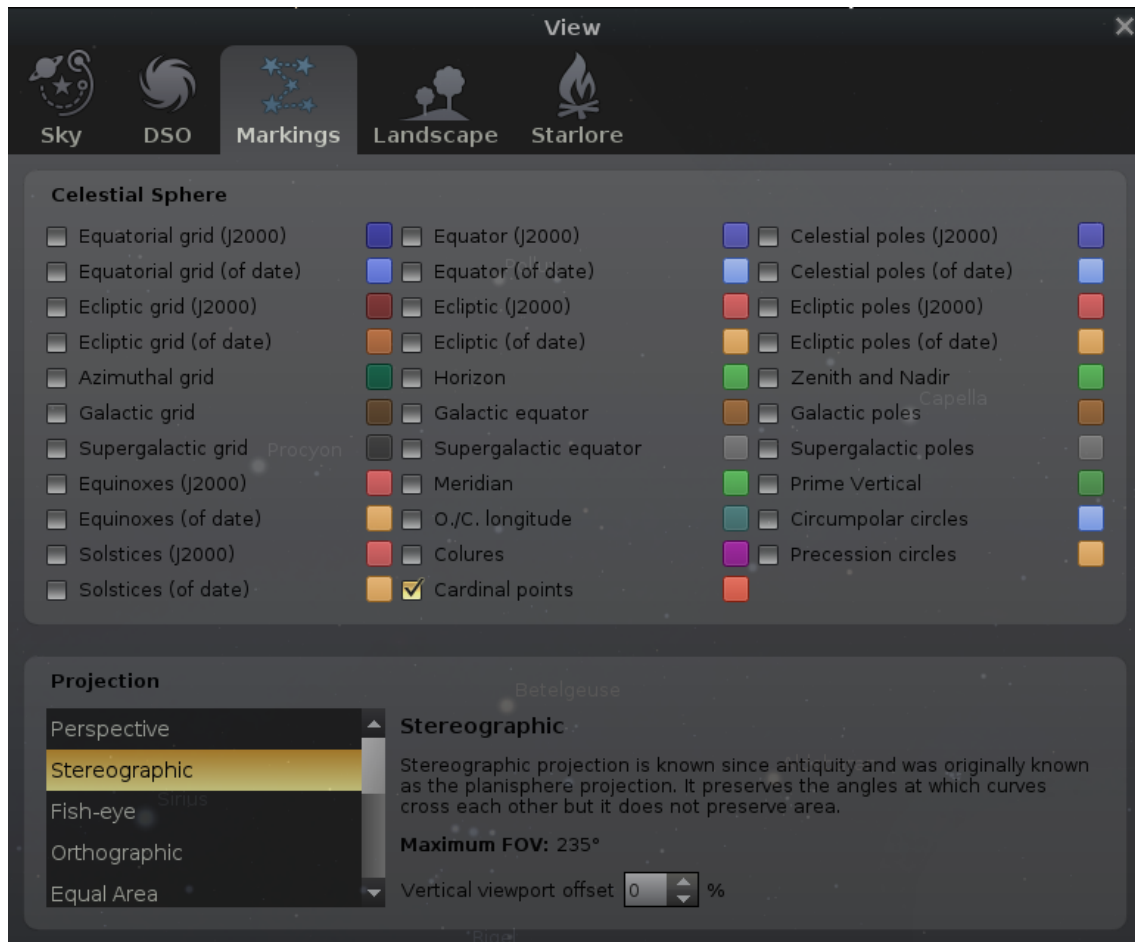 View
Sky DSO Markings Landscape Starlore
Celestial Sphere
Equatorial grid (J2000) Equator (J2000) Celestial poles (J2000)
Equatorial grid (of date) Equator (of date) Celestial poles (of date)
Ecliptic grid (J2000) Ecliptic (J2000) Ecliptic poles (J2000)
Ecliptic grid (of date) Ecliptic (of date) Ecliptic poles (of date)
Azimuthal grid Horizon Zenith and Nadir
Capella
Galactic grid Galactic equator Galactic poles
Supergalactic grid Procyon Supergalactic equator Supergalactic poles
Equinoxes (J2000) Meridian Prime Vertical
Equinoxes (of date) O./C. longitude Circumpolar circles
Solstices (J2000) Colures Precession circles
Solstices (of date) Cardinal points
Projection
Betelgeuse
Perspective
Stereographic
Fish-eye
Orthographic
Equal Area
Sirius
Stereographic
Stereographic projection is known since antiquity and was originally known
as the planisphere projection. It preserves the angles at which curves
cross each other but it does not preserve area.
Maximum FOV: 235°
Vertical viewport offset 0 %
Rigel